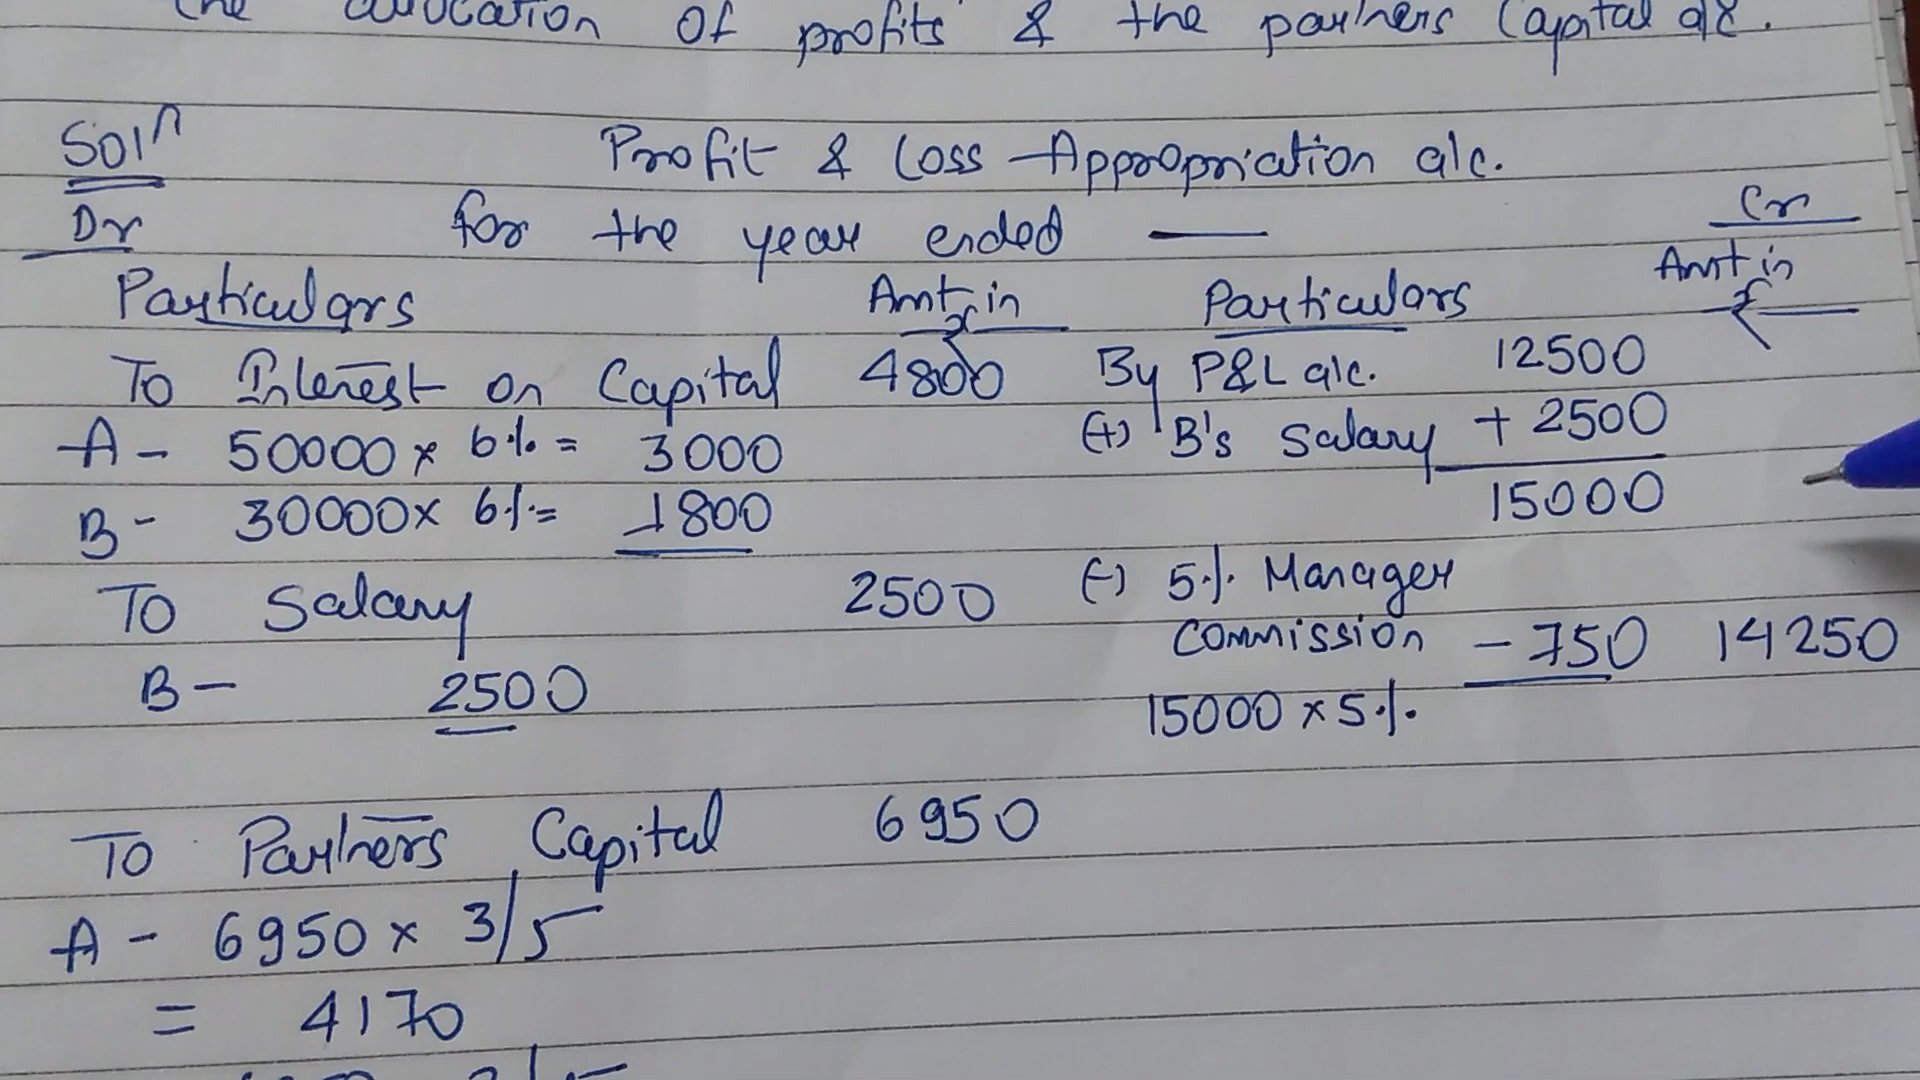 the allocation of profits & the partners Capital a/c.
Soln
Profit & Loss Appropriation a/c.
Dr
for the year ended —
Cr
Particulars
Amt in ₹
Particulars
Amt in ₹
To Interest on Capital 4800
By P&L a/c. 12500
A - 50000 × 6% = 3000
(+) B's Salary + 2500
B - 30000 × 6% = 1800
15000
To Salary 2500
(-) 5% Manager
Commission - 750 14250
B - 2500
15000 × 5%
To Partners Capital 6950
A - 6950 × 3/5
= 4170